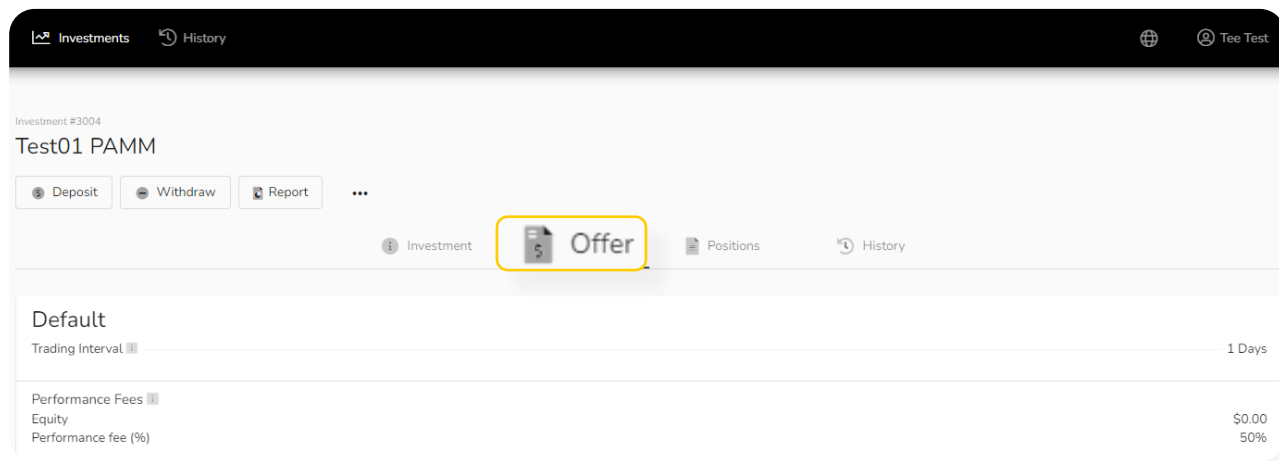 Investments History Tee Test
Investment #3004
Test01 PAMM
Deposit Withdraw Report •••
Investment Offer Positions History
Default
Trading Interval 1 Days
Performance Fees
Equity $0.00
Performance fee (%) 50%